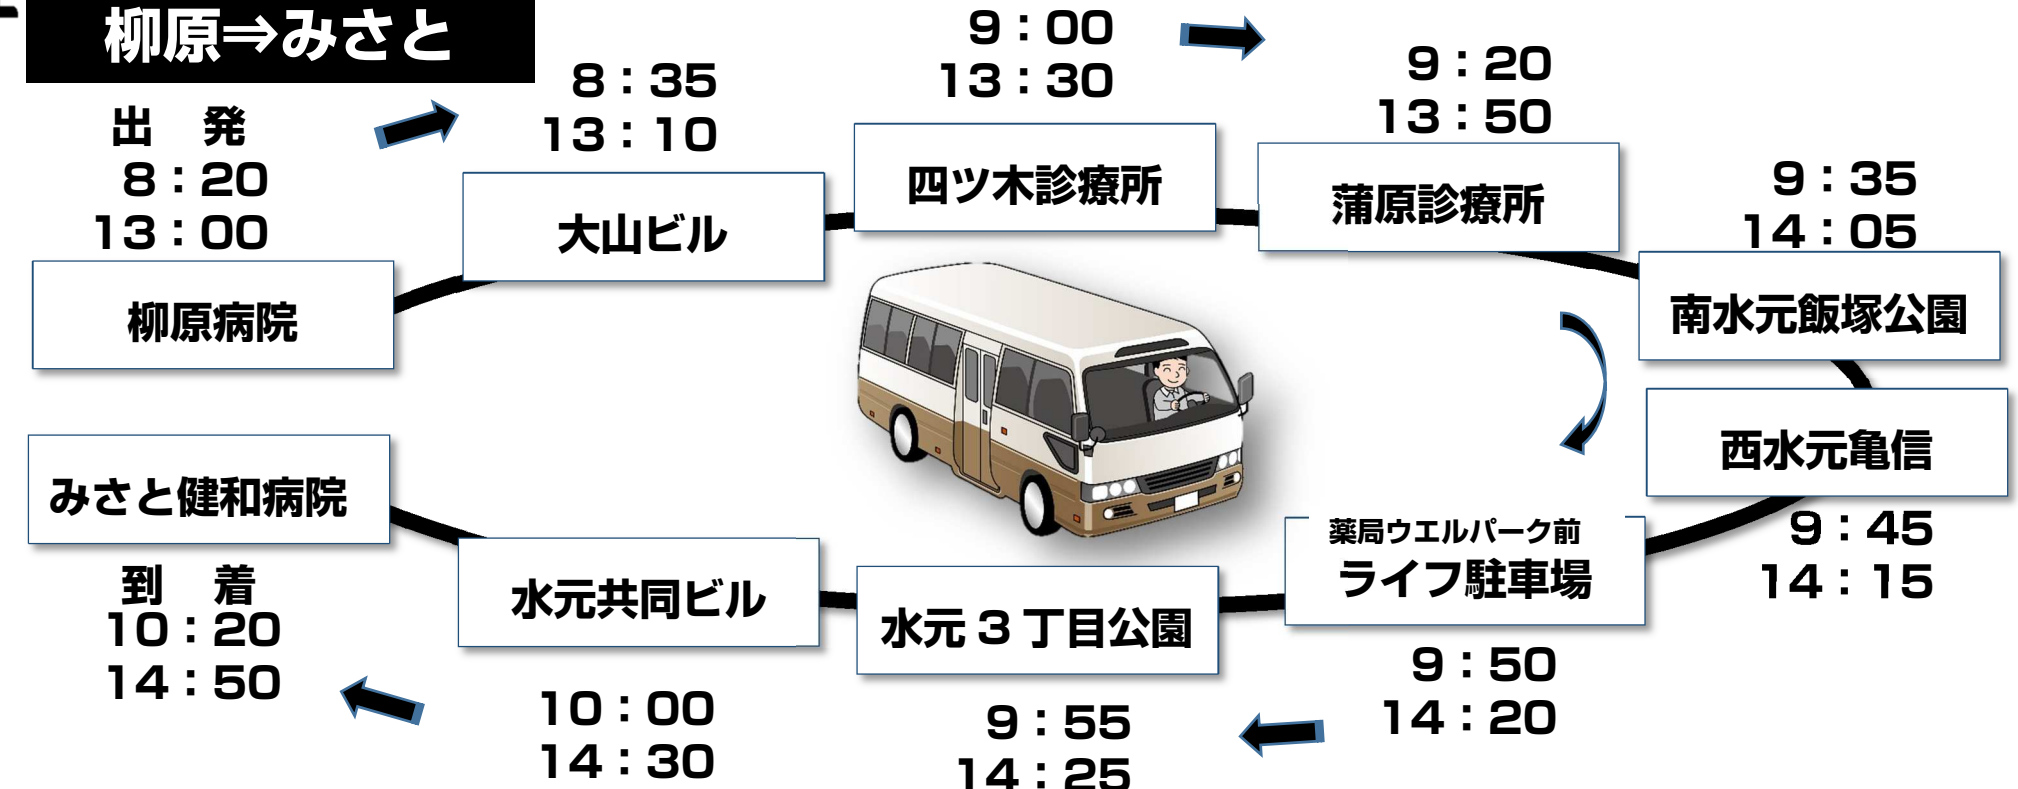 柳原⇒みさと
出　発
8：20
13：00
柳原病院
8：35
13：10
大山ビル
9：00
13：30
四ツ木診療所
9：20
13：50
蒲原診療所
9：35
14：05
南水元飯塚公園
西水元亀信
9：45
14：15
薬局ウエルパーク前
ライフ駐車場
9：50
14：20
水元３丁目公園
9：55
14：25
水元共同ビル
10：00
14：30
みさと健和病院
到　着
10：20
14：50